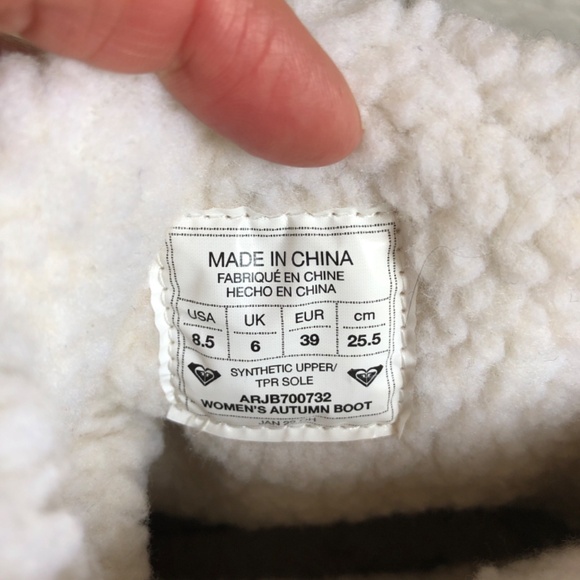 MADE IN CHINA
FABRIQUÉ EN CHINE
HECHO EN CHINA
USA UK EUR cm
8.5 6 39 25.5
SYNTHETIC UPPER/
TPR SOLE
ARJB700732
WOMEN'S AUTUMN BOOT
JAN